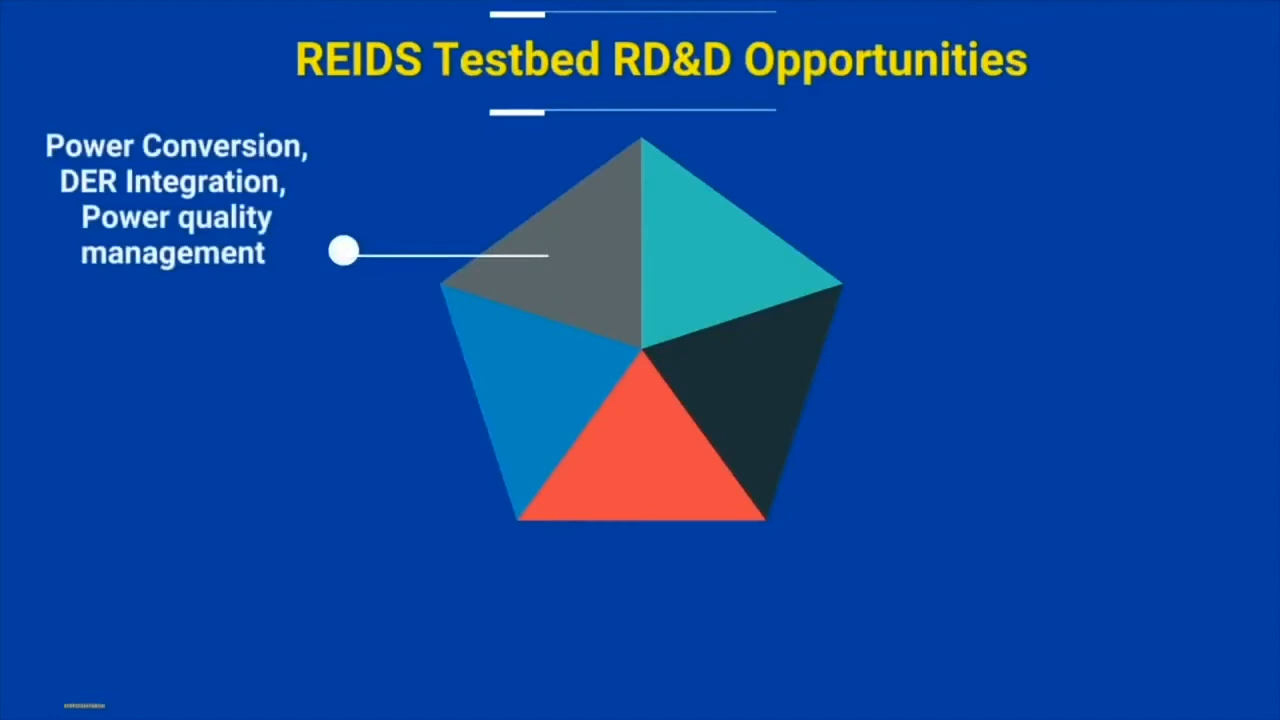 REIDS Testbed RD&D Opportunities
Power Conversion,
DER Integration,
Power quality
management